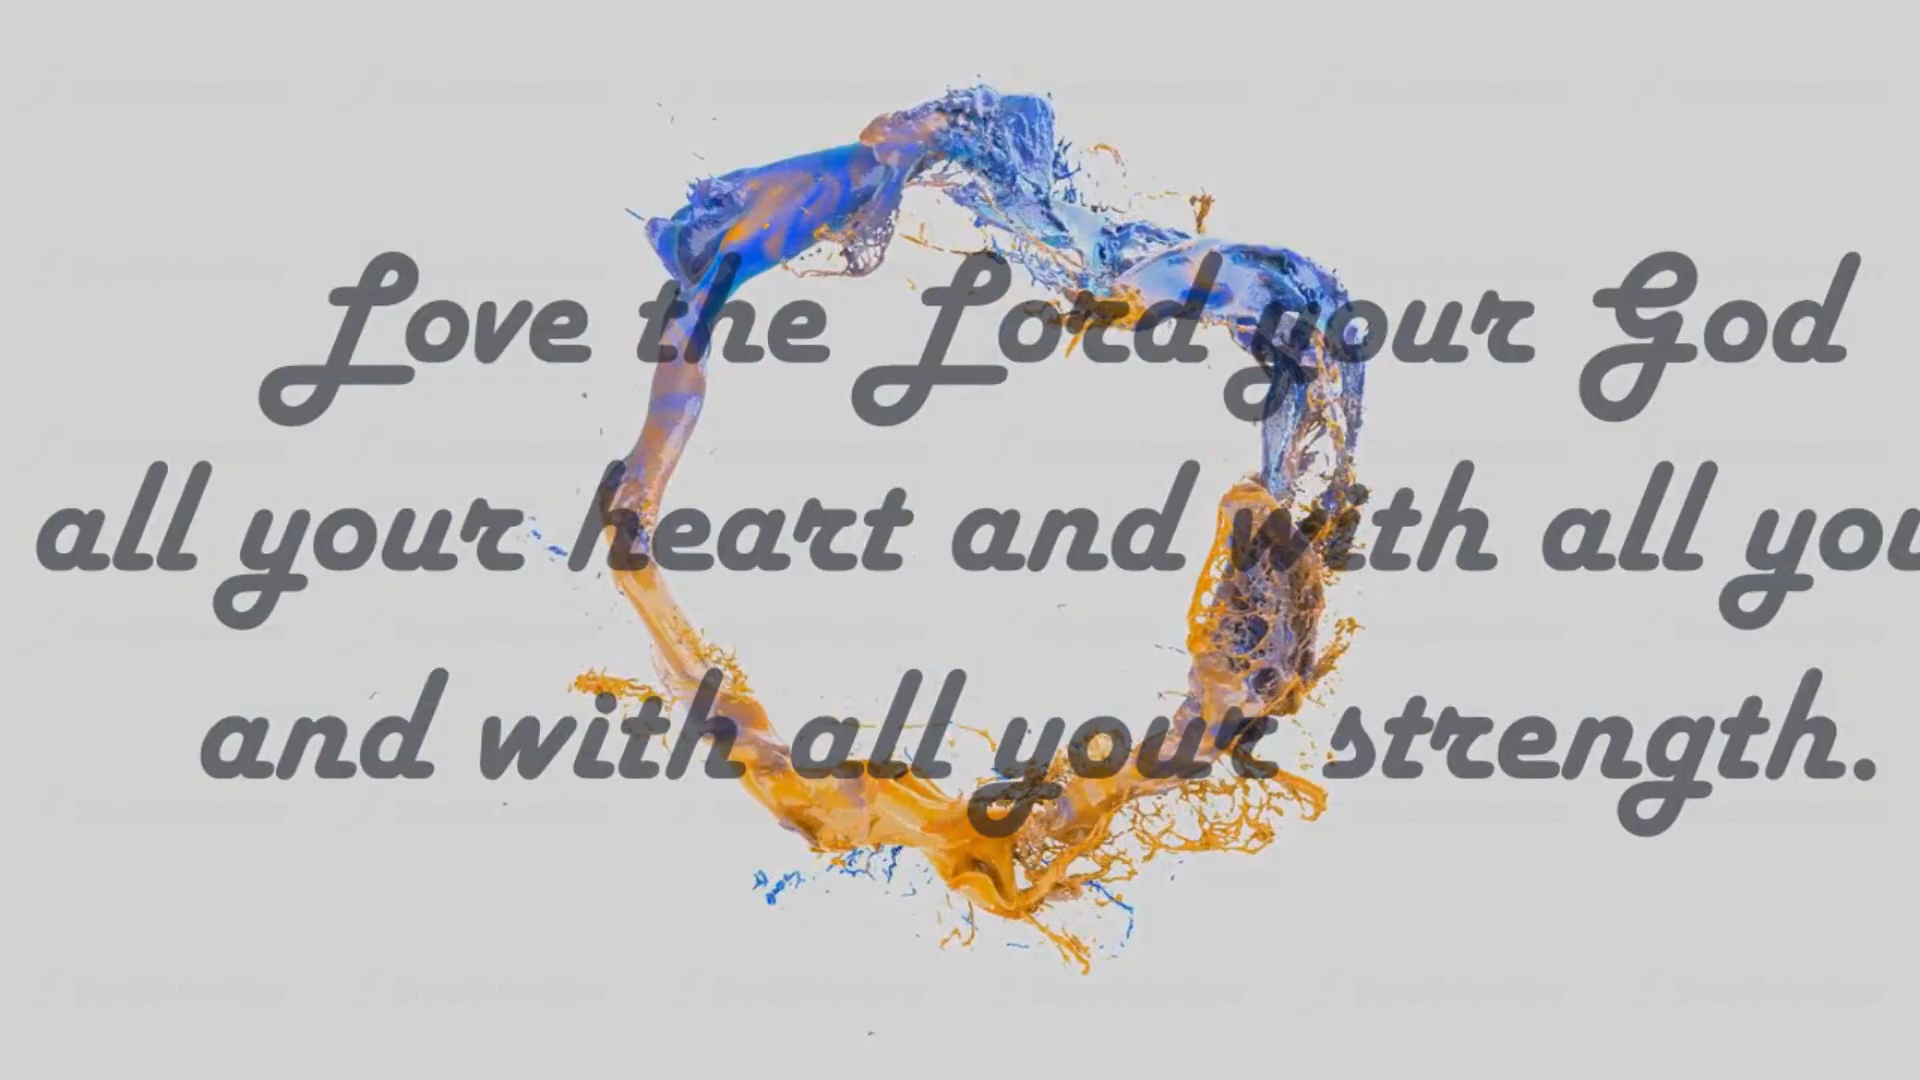 Love the Lord your God
all your heart and with all you
and with all your strength.